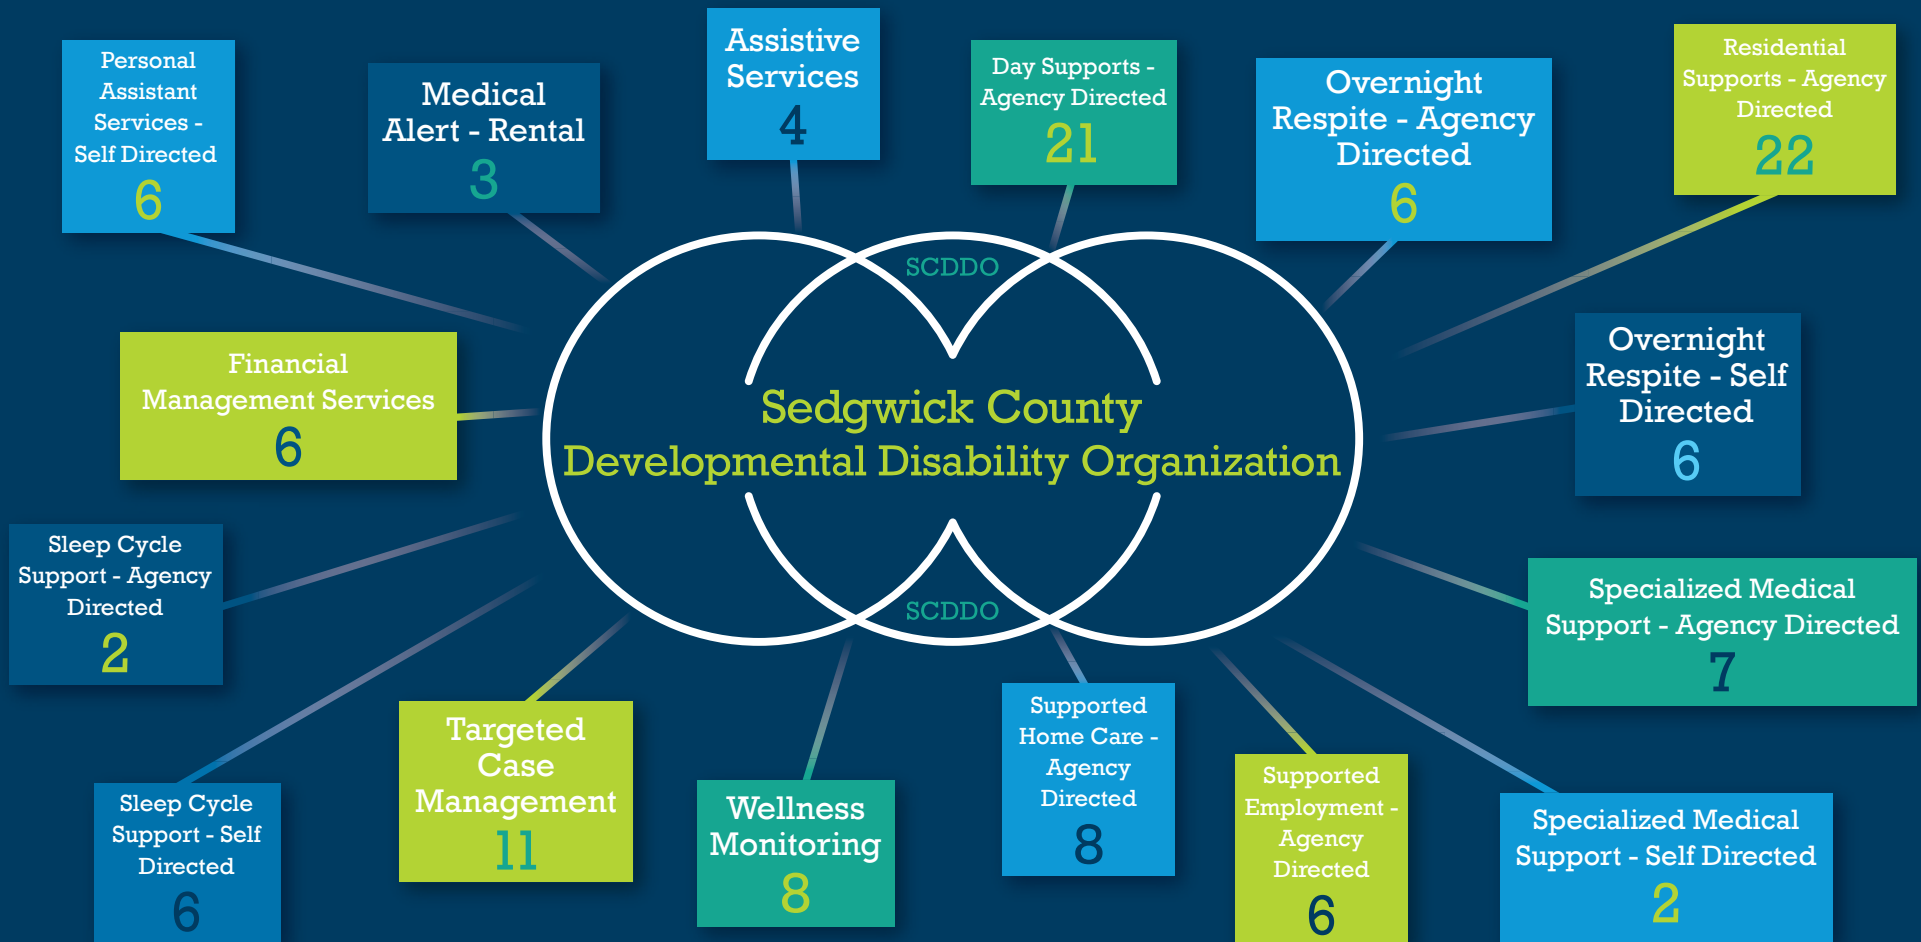 Personal
Assistant
Services -
Self Directed
6
Medical
Alert - Rental
3
Assistive
Services
4
Day Supports -
Agency Directed
21
Overnight
Respite - Agency
Directed
6
Residential
Supports - Agency
Directed
22
SCDDO
Financial
Management Services
6
Sedgwick County
Developmental Disability Organization
Overnight
Respite - Self
Directed
6
Sleep Cycle
Support - Agency
Directed
2
SCDDO
Specialized Medical
Support - Agency Directed
7
Sleep Cycle
Support - Self
Directed
6
Targeted
Case
Management
11
Wellness
Monitoring
8
Supported
Home Care -
Agency
Directed
8
Supported
Employment -
Agency
Directed
6
Specialized Medical
Support - Self Directed
2